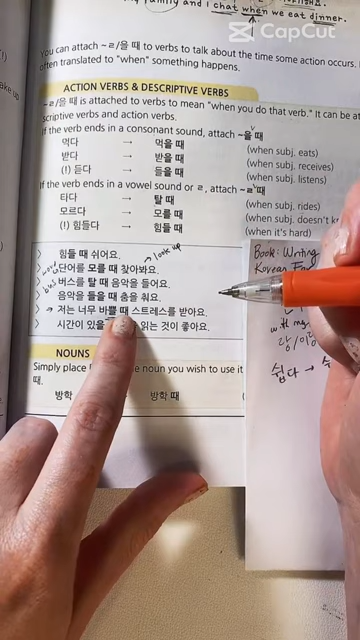 family and I chat when we eat dinner.
CapCut
You can attach ~ㄹ/을 때 to verbs to talk about the time some action occurs.
often translated to "when" something happens.
ACTION VERBS & DESCRIPTIVE VERBS
~ㄹ/을 때 is attached to verbs to mean "when you do that verb." It can be
scriptive verbs and action verbs.
If the verb ends in a consonant sound, attach ~을 때
먹다 → 먹을 때 (when subj. eats)
받다 → 받을 때 (when subj. receives)
(!) 듣다 → 들을 때 (when subj. listens)
If the verb ends in a vowel sound or ㄹ, attach ~ㄹ 때
타다 → 탈 때 (when subj. rides)
모르다 → 모를 때 (when subj. doesn't
(!) 힘들다 → 힘들 때 (when it's hard)
힘들 때 쉬어요.
look up
word
단어를 모를 때 찾아봐요.
bus
버스를 탈 때 음악을 들어요.
음악을 들을 때 춤을 춰요.
저는 너무 바쁠 때 스트레스를 받아요.
시간이 있을 읽는 것이 좋아요.
Book: Writing
Korean
with
쉽다 →
NOUNS
Simply place noun you wish to use it
때.
방학 방학 때